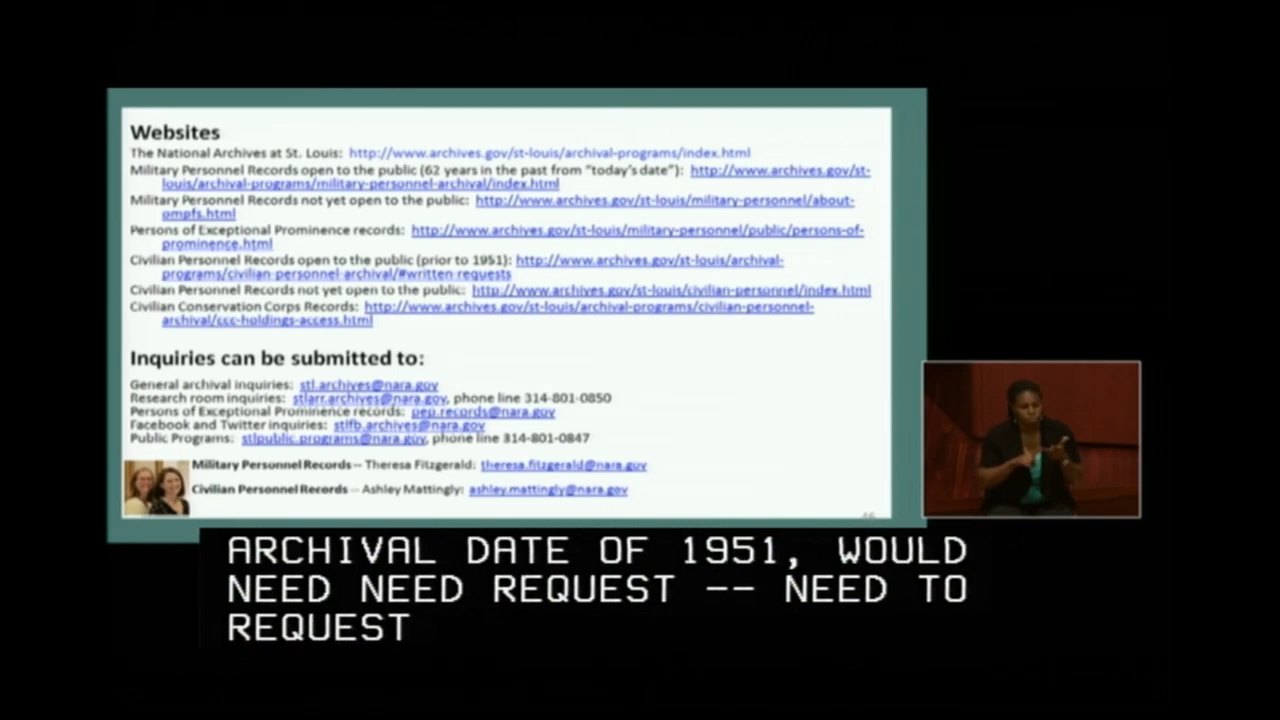 Websites
The National Archives at St. Louis: http://www.archives.gov/st-louis/archival-programs/index.html
Military Personnel Records open to the public (62 years in the past from "today's date"): http://www.archives.gov/st-
louis/archival-programs/military-personnel-archival/index.html
Military Personnel Records not yet open to the public: http://www.archives.gov/st-louis/military-personnel/about-
ompfs.html
Persons of Exceptional Prominence records: http://www.archives.gov/st-louis/military-personnel/public/persons-of-
prominence.html
Civilian Personnel Records open to the public (prior to 1951): http://www.archives.gov/st-louis/archival-
programs/civilian-personnel-archival/#written-requests
Civilian Personnel Records not yet open to the public: http://www.archives.gov/st-louis/civilian-personnel/index.html
Civilian Conservation Corps Records: http://www.archives.gov/st-louis/archival-programs/civilian-personnel-
archival/ccc-holdings-access.html
Inquiries can be submitted to:
General archival inquiries: stl.archives@nara.gov
Research room inquiries: stlarr.archives@nara.gov, phone line 314-801-0850
Persons of Exceptional Prominence records: pep.records@nara.gov
Facebook and Twitter inquiries: stlfb.archives@nara.gov
Public Programs: stlpublic.programs@nara.gov, phone line 314-801-0847
Military Personnel Records -- Theresa Fitzgerald: theresa.fitzgerald@nara.gov
Civilian Personnel Records -- Ashley Mattingly: ashley.mattingly@nara.gov
46
ARCHIVAL DATE OF 1951, WOULD
NEED NEED REQUEST -- NEED TO
REQUEST